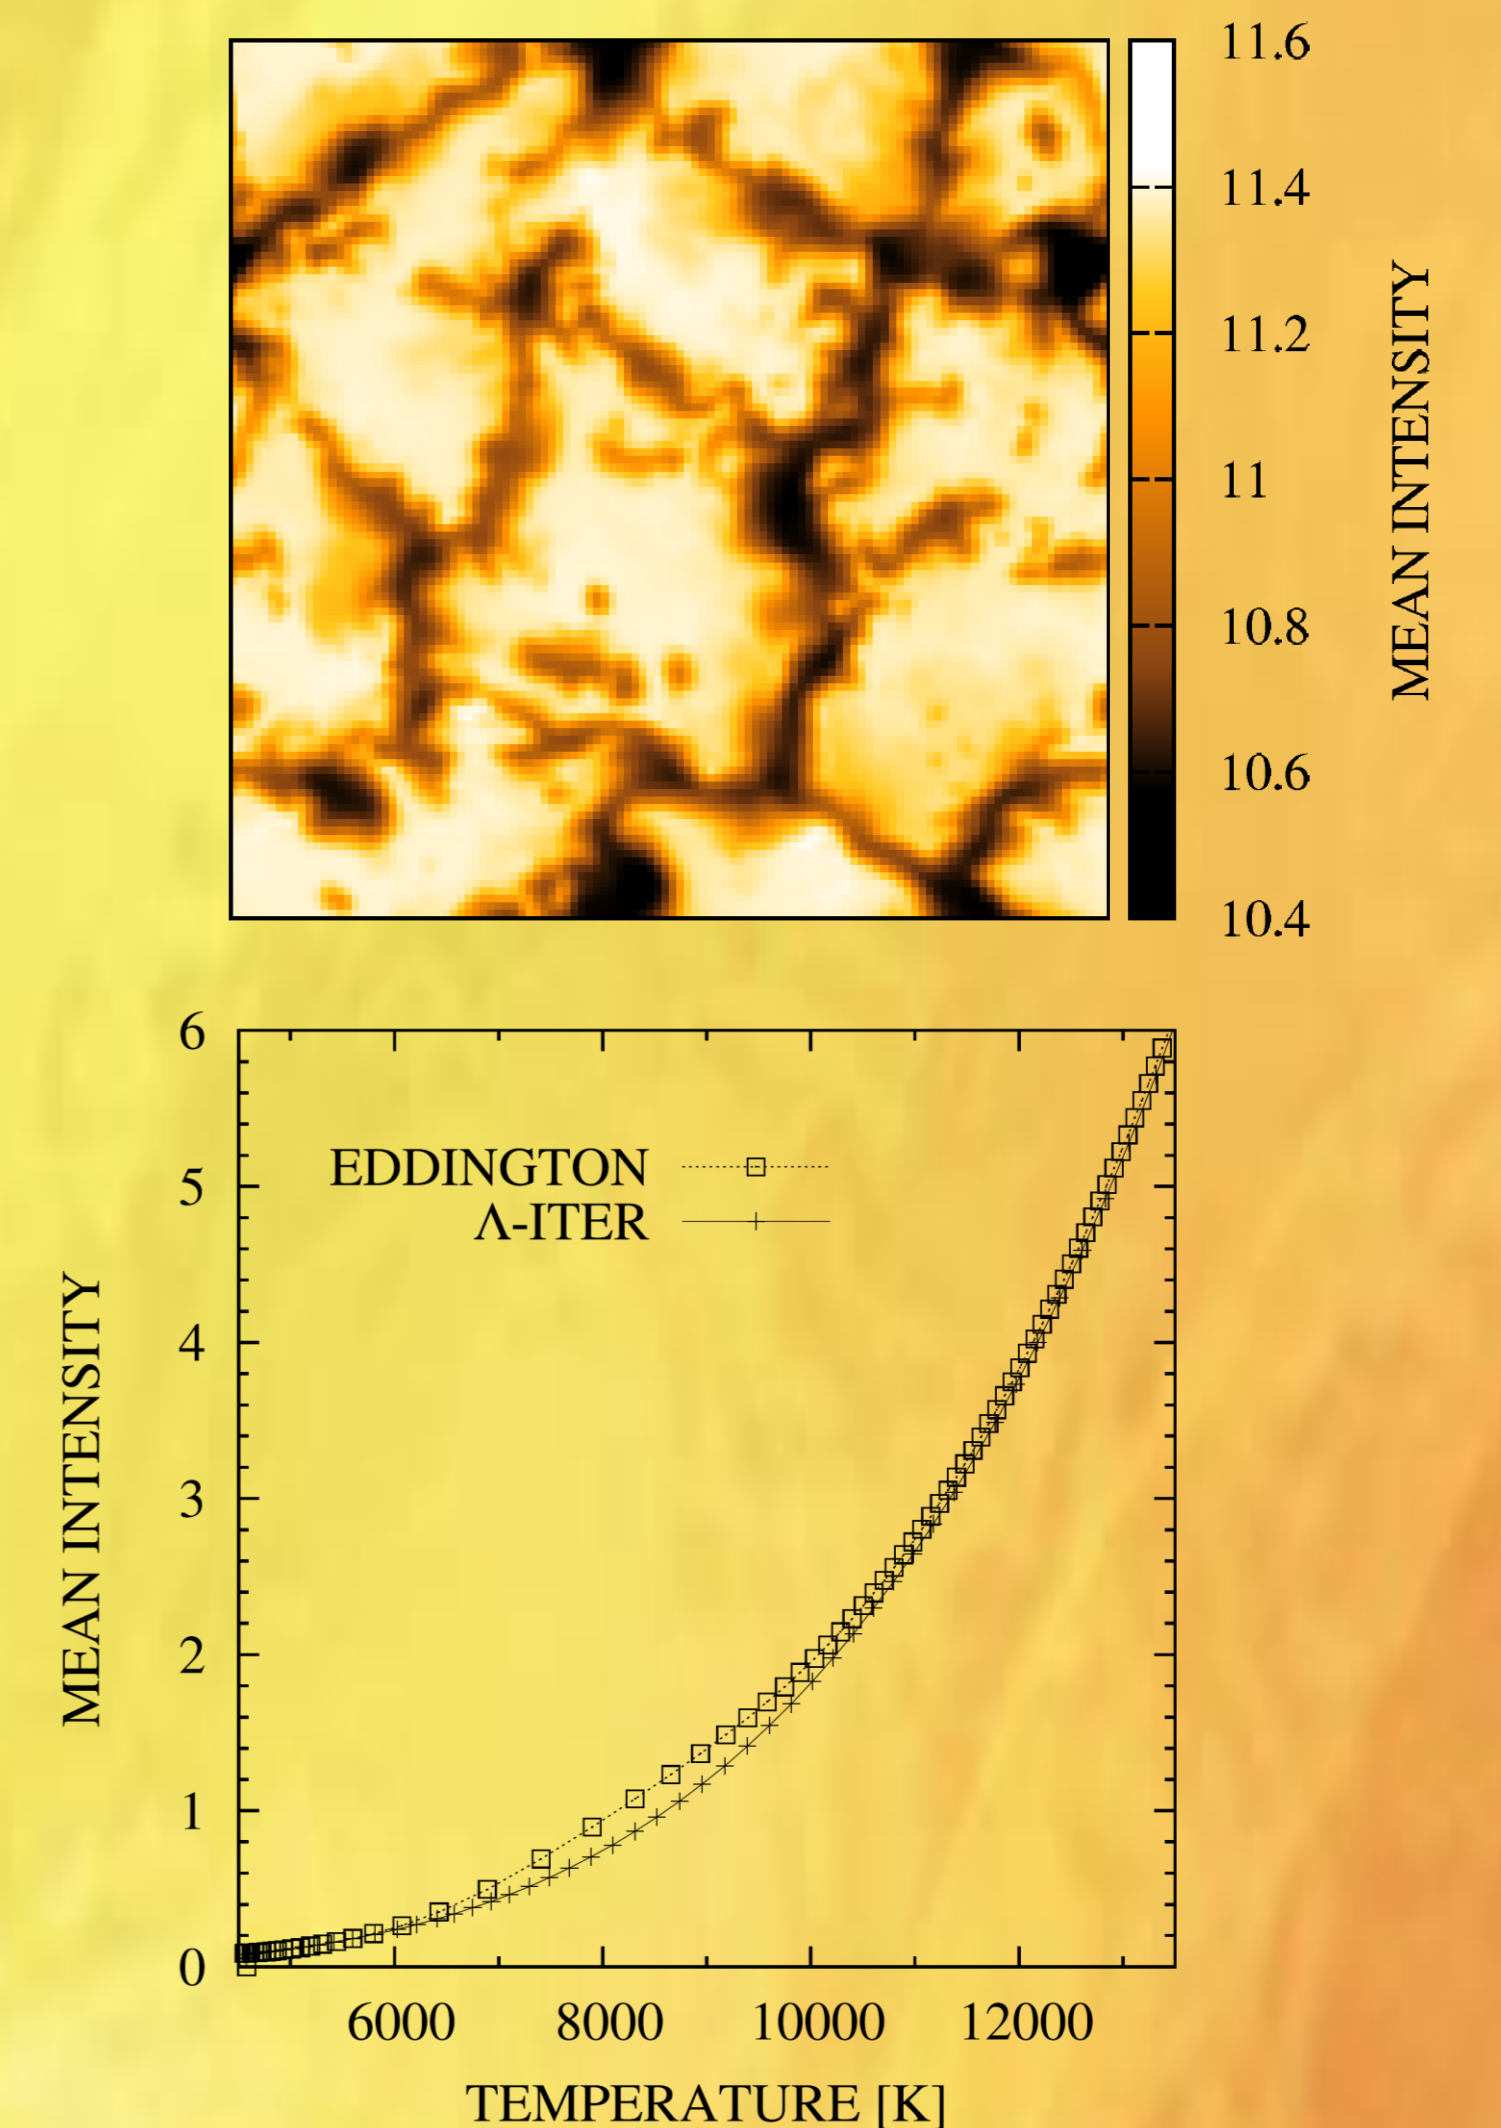 11.6
11.4
11.2
11
10.8
10.6
10.4
MEAN INTENSITY
6
5
4
3
2
1
0
MEAN INTENSITY
EDDINGTON
Λ-ITER
6000 8000 10000 12000
TEMPERATURE [K]